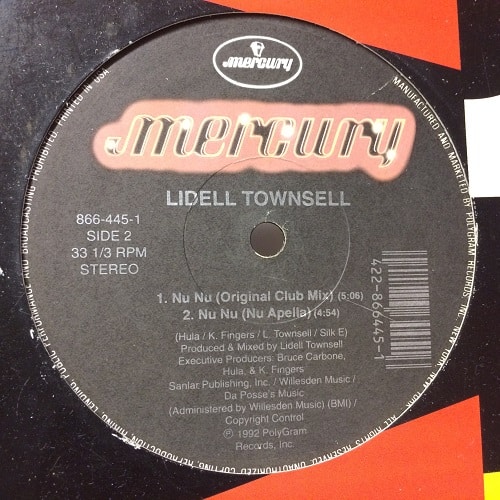 mercury
mercury
LIDELL TOWNSELL
866-445-1
SIDE 2
33 1/3 RPM
STEREO
1. Nu Nu (Original Club Mix) (5:06)
2. Nu Nu (Nu Apella) (4:54)
(Hula / K. Fingers / L. Townsell / Silk E)
Produced & Mixed by Lidell Townsell
Executive Producers: Bruce Carbone,
Hula, & K. Fingers
Sanlar Publishing, Inc. / Willesden Music /
Da Posse's Music
(Administered by Willesden Music) (BMI) /
Copyright Control
Ⓟ 1992 PolyGram
Records, Inc.
422-866445-1
MANUFACTURED AND MARKETED BY POLYGRAM RECORDS, INC., NEW YORK, NEW YORK.
ALL RIGHTS RESERVED. UNAUTHORIZED COPYING, REPRODUCTION, HIRING, LENDING, PUBLIC PERFORMANCE AND BROADCASTING PROHIBITED. PRINTED IN USA